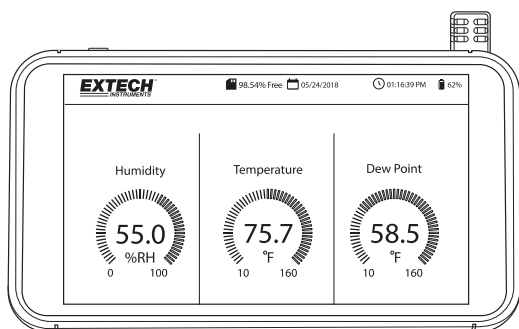 EXTECH
INSTRUMENTS
98.54% Free 05/24/2018 01:16:39 PM 62%
Humidity
55.0
%RH
0 100
Temperature
75.7
°F
10 160
Dew Point
58.5
°F
10 160